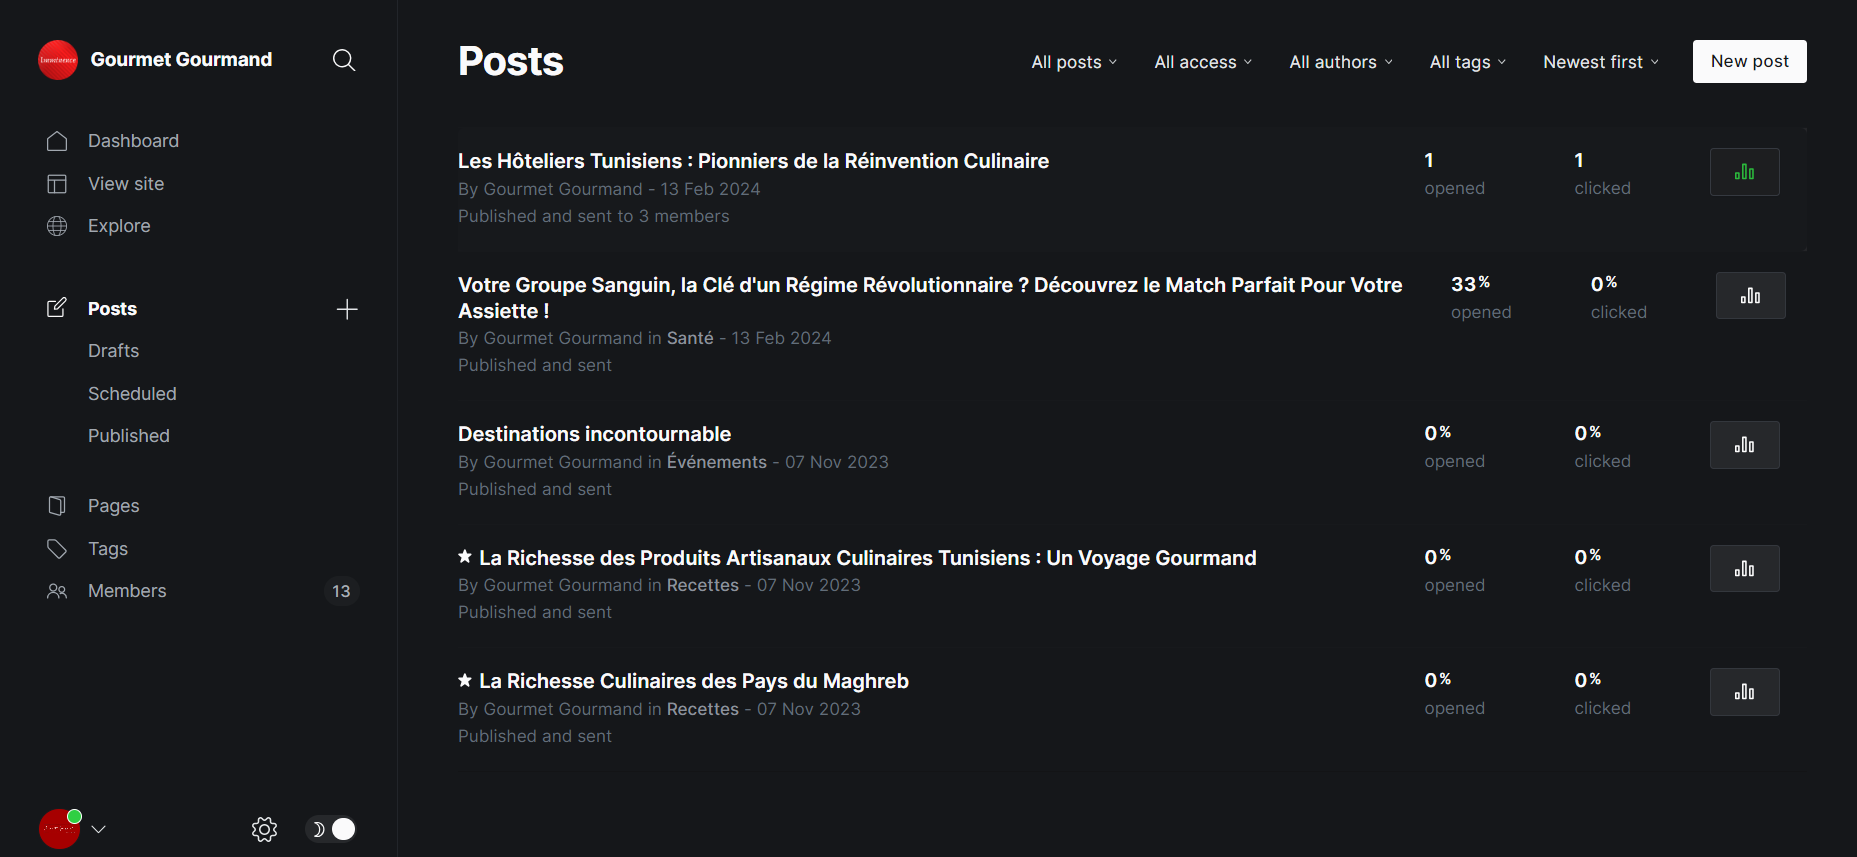 Imminence
Gourmet Gourmand
Dashboard
View site
Explore
Posts
Drafts
Scheduled
Published
Pages
Tags
Members
13
Posts
All posts
All access
All authors
All tags
Newest first
New post
Les Hôteliers Tunisiens : Pionniers de la Réinvention Culinaire
By Gourmet Gourmand - 13 Feb 2024
Published and sent to 3 members
1
opened
1
clicked
Votre Groupe Sanguin, la Clé d'un Régime Révolutionnaire ? Découvrez le Match Parfait Pour Votre
Assiette !
By Gourmet Gourmand in Santé - 13 Feb 2024
Published and sent
33%
opened
0%
clicked
Destinations incontournable
By Gourmet Gourmand in Événements - 07 Nov 2023
Published and sent
0%
opened
0%
clicked
La Richesse des Produits Artisanaux Culinaires Tunisiens : Un Voyage Gourmand
By Gourmet Gourmand in Recettes - 07 Nov 2023
Published and sent
0%
opened
0%
clicked
La Richesse Culinaires des Pays du Maghreb
By Gourmet Gourmand in Recettes - 07 Nov 2023
Published and sent
0%
opened
0%
clicked